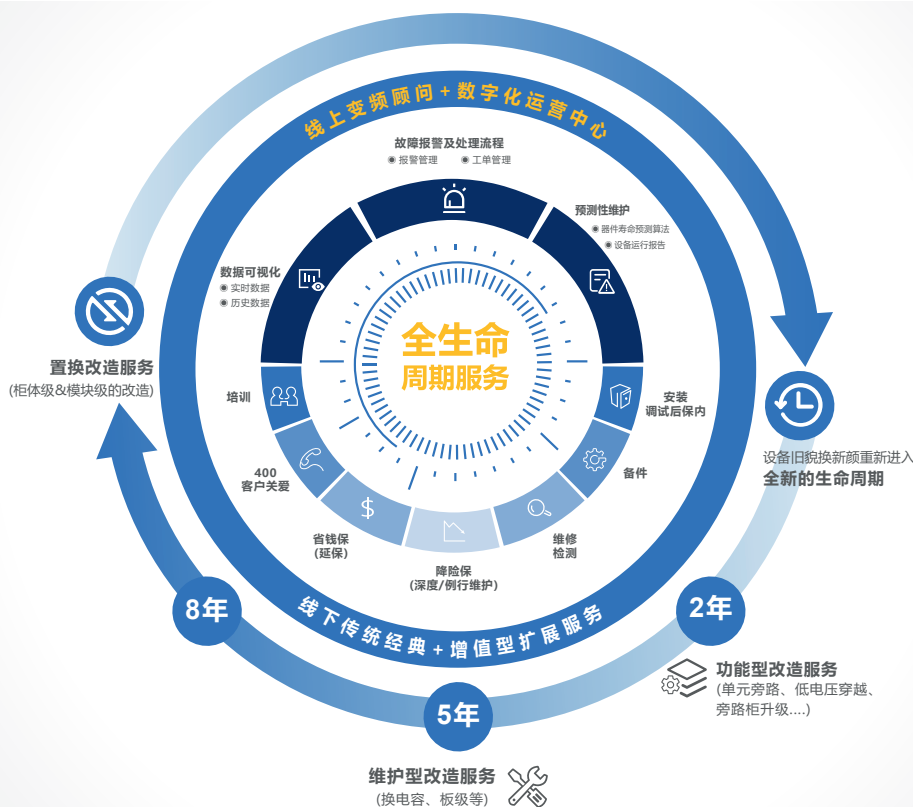 线上变频顾问+数字化运营中心
故障报警及处理流程
◉ 报警管理 ◉ 工单管理
预测性维护
◉ 器件寿命预测算法
◉ 设备运行报告
数据可视化
◉ 实时数据
◉ 历史数据
全生命
周期服务
置换改造服务
(柜体级&模块级的改造)
培训
安装
调试后保内
400
客户关爱
备件
设备旧貌换新颜重新进入
全新的生命周期
$
省钱保
(延保)
维修
检测
降险保
(深度/例行维护)
8年
2年
线下传统经典+增值型扩展服务
功能型改造服务
(单元旁路、低电压穿越、
旁路柜升级....)
5年
维护型改造服务
(换电容、板级等)